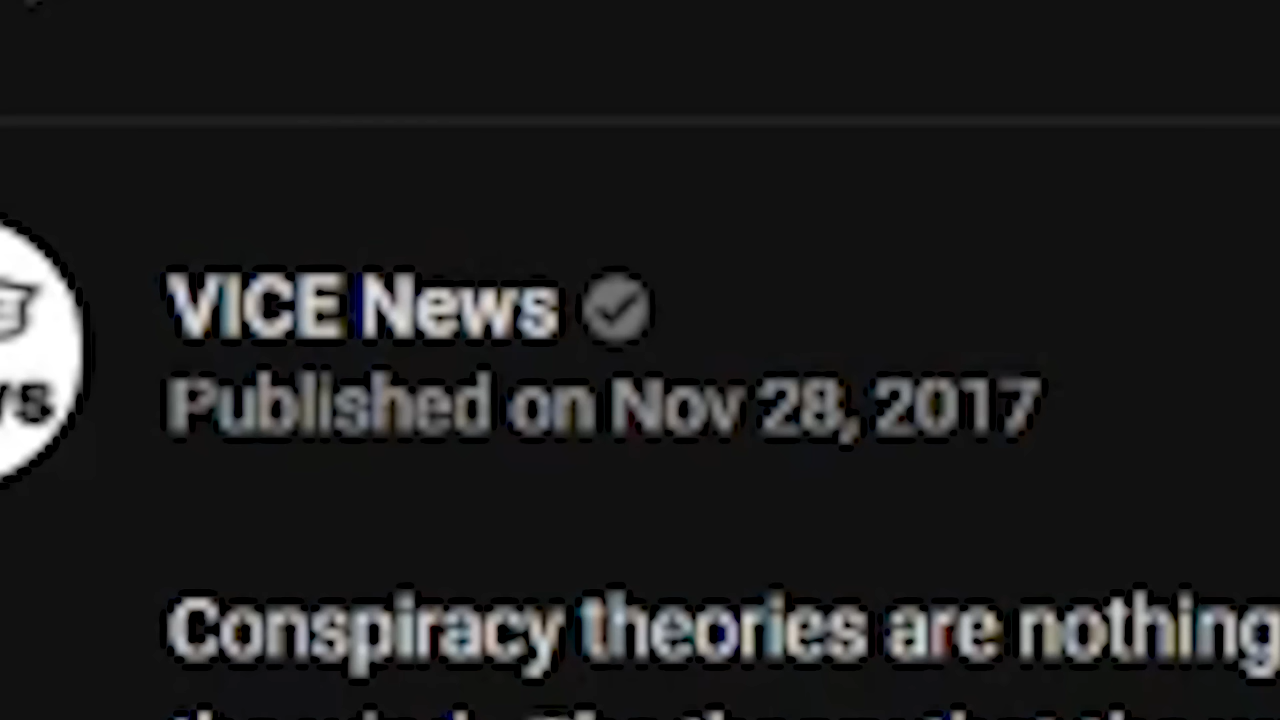 VICE News
Published on Nov 28, 2017
Conspiracy theories are nothing